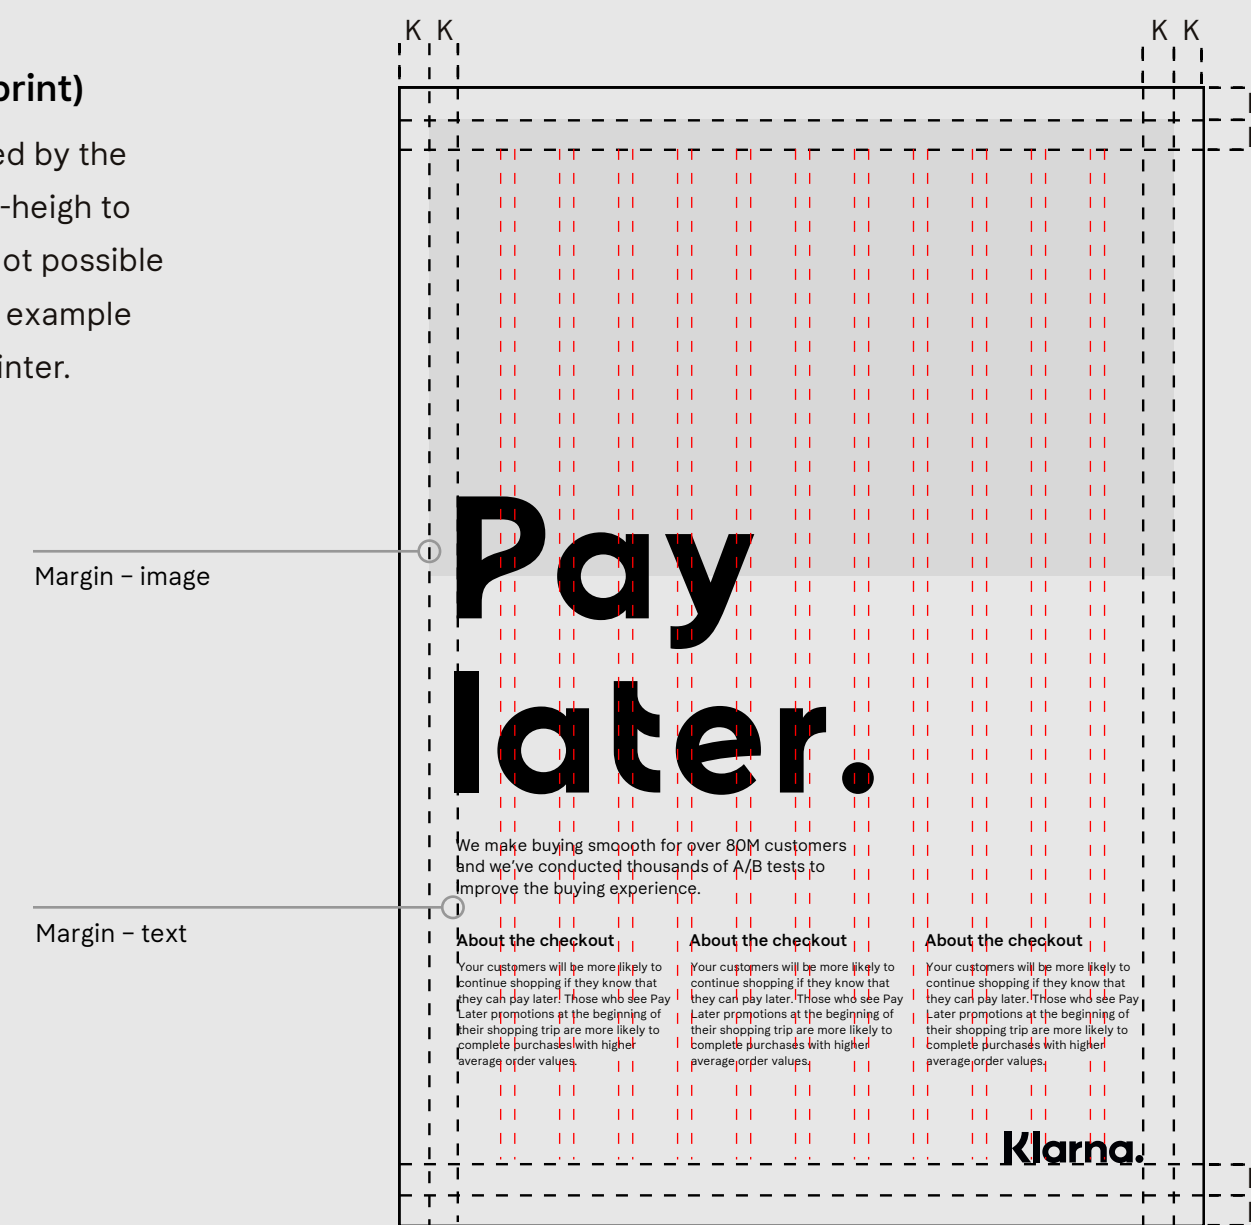 K K
K K
print)
ed by the
-heigh to
ot possible
example
inter.
Pay
Margin – image
later.
We make buying smoooth for over 80M customers
and we've conducted thousands of A/B tests to
improve the buying experience.
Margin – text
About the checkout
Your customers will be more likely to
continue shopping if they know that
they can pay later. Those who see Pay
Later promotions at the beginning of
their shopping trip are more likely to
complete purchases with higher
average order values.
About the checkout
Your customers will be more likely to
continue shopping if they know that
they can pay later. Those who see Pay
Later promotions at the beginning of
their shopping trip are more likely to
complete purchases with higher
average order values.
About the checkout
Your customers will be more likely to
continue shopping if they know that
they can pay later. Those who see Pay
Later promotions at the beginning of
their shopping trip are more likely to
complete purchases with higher
average order values.
Klarna.